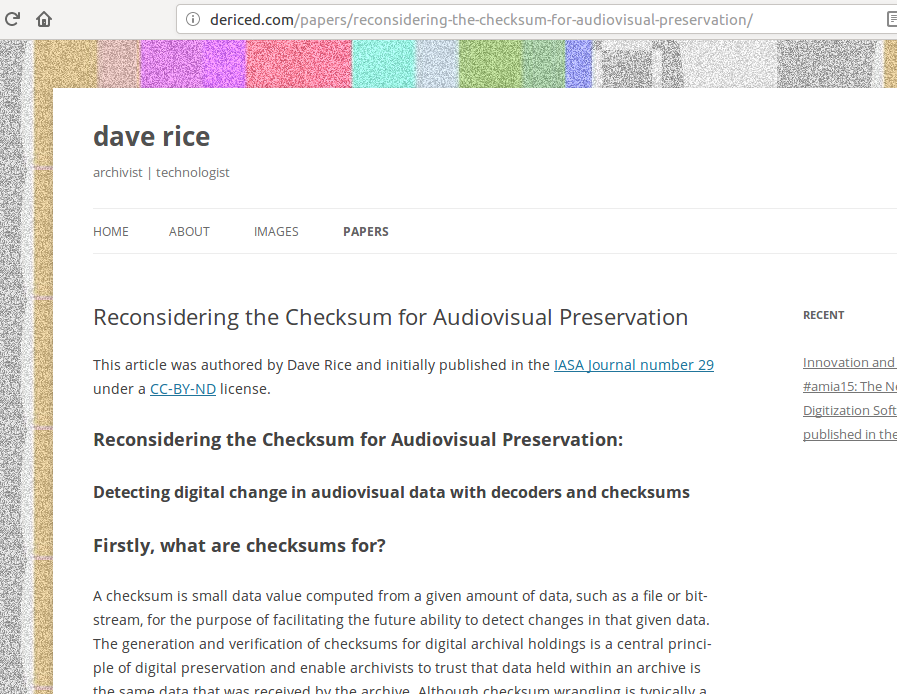 dericed.com/papers/reconsidering-the-checksum-for-audiovisual-preservation/
dave rice
archivist | technologist
HOME ABOUT IMAGES PAPERS
Reconsidering the Checksum for Audiovisual Preservation
This article was authored by Dave Rice and initially published in the IASA Journal number 29
under a CC-BY-ND license.
Reconsidering the Checksum for Audiovisual Preservation:
Detecting digital change in audiovisual data with decoders and checksums
Firstly, what are checksums for?
A checksum is small data value computed from a given amount of data, such as a file or bit-
stream, for the purpose of facilitating the future ability to detect changes in that given data.
The generation and verification of checksums for digital archival holdings is a central princi-
ple of digital preservation and enable archivists to trust that data held within an archive is
the same data that was received by the archive. Although checksum wrangling is typically a
RECENT
Innovation and
#amia15: The
Digitization
published in the